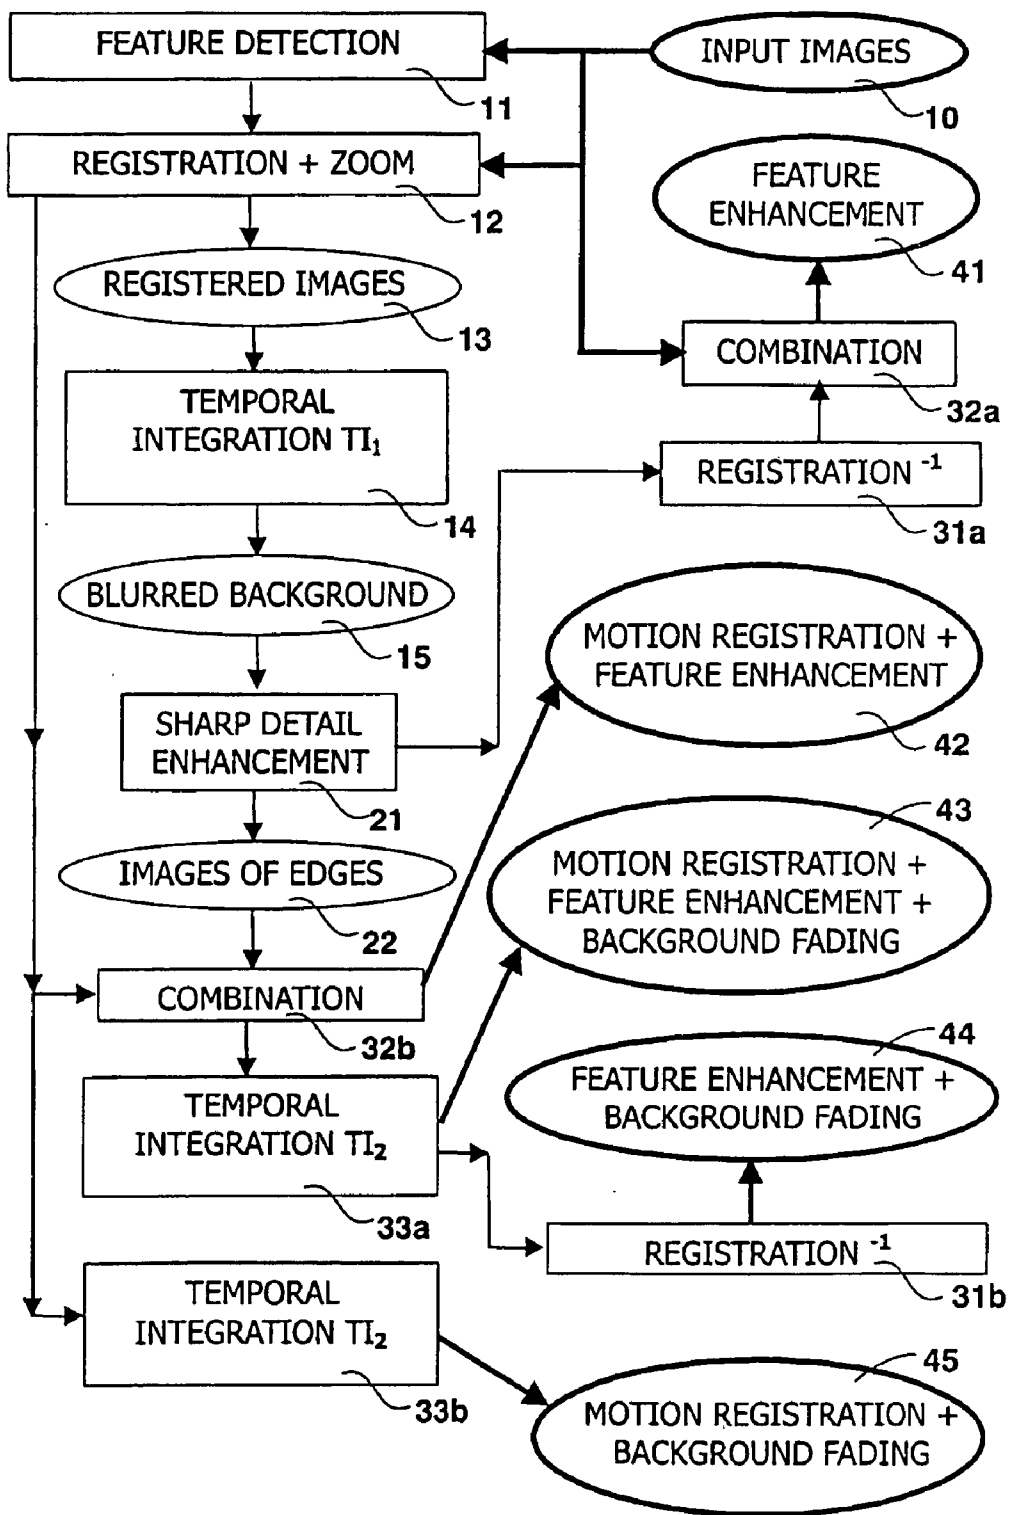 FEATURE DETECTION
11
INPUT IMAGES
10
REGISTRATION + ZOOM
12
FEATURE
ENHANCEMENT
41
REGISTERED IMAGES
13
COMBINATION
32a
TEMPORAL
INTEGRATION TI₁
14
REGISTRATION ⁻¹
31a
BLURRED BACKGROUND
15
MOTION REGISTRATION +
FEATURE ENHANCEMENT
42
SHARP DETAIL
ENHANCEMENT
21
43
MOTION REGISTRATION +
FEATURE ENHANCEMENT +
BACKGROUND FADING
IMAGES OF EDGES
22
COMBINATION
32b
44
FEATURE ENHANCEMENT +
BACKGROUND FADING
TEMPORAL
INTEGRATION TI₂
33a
REGISTRATION ⁻¹
31b
TEMPORAL
INTEGRATION TI₂
33b
45
MOTION REGISTRATION +
BACKGROUND FADING